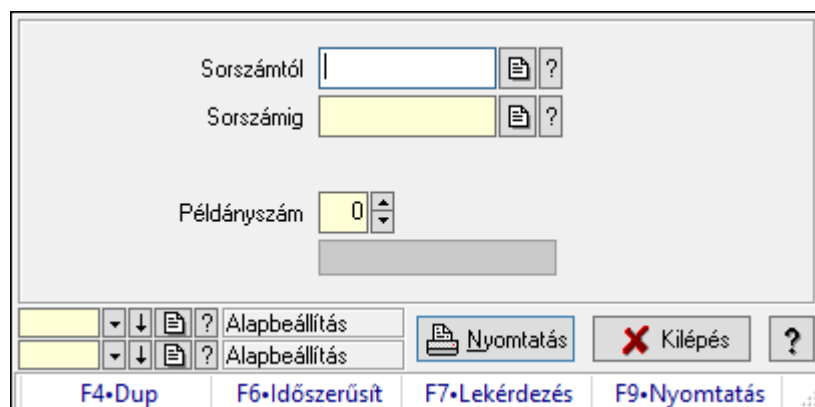 Sorszámtól ?
Sorszámig ?
Példányszám 0
? Alapbeállítás
? Alapbeállítás
Nyomtatás Kilépés ?
F4•Dup F6•Időszerűsít F7•Lekérdezés F9•Nyomtatás